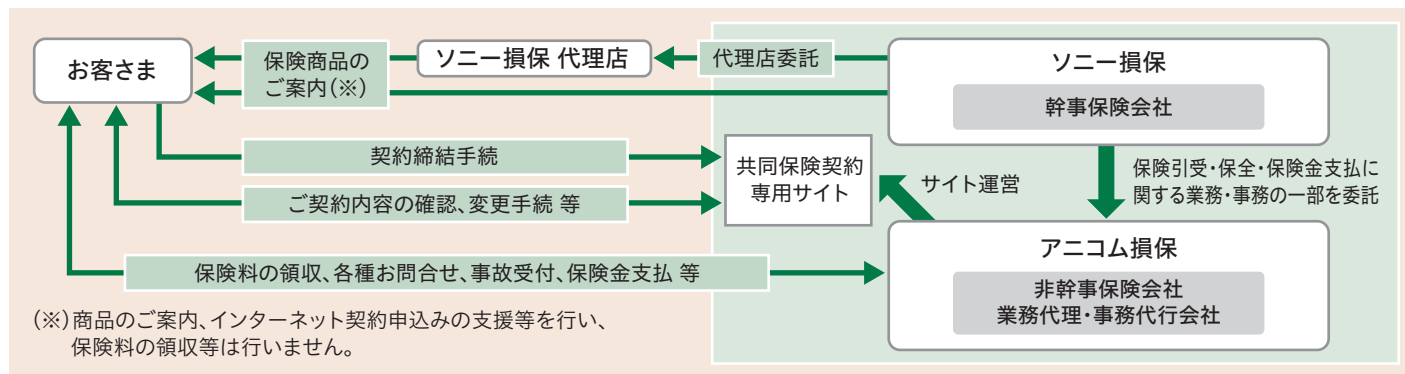 お客さま
保険商品の
ご案内(※)
ソニー損保 代理店
代理店委託
ソニー損保
幹事保険会社
契約締結手続
ご契約内容の確認、変更手続 等
共同保険契約
専用サイト
サイト運営
保険引受・保全・保険金支払に
関する業務・事務の一部を委託
保険料の領収、各種お問合せ、事故受付、保険金支払 等
アニコム損保
非幹事保険会社
業務代理・事務代行会社
(※)商品のご案内、インターネット契約申込みの支援等を行い、
保険料の領収等は行いません。